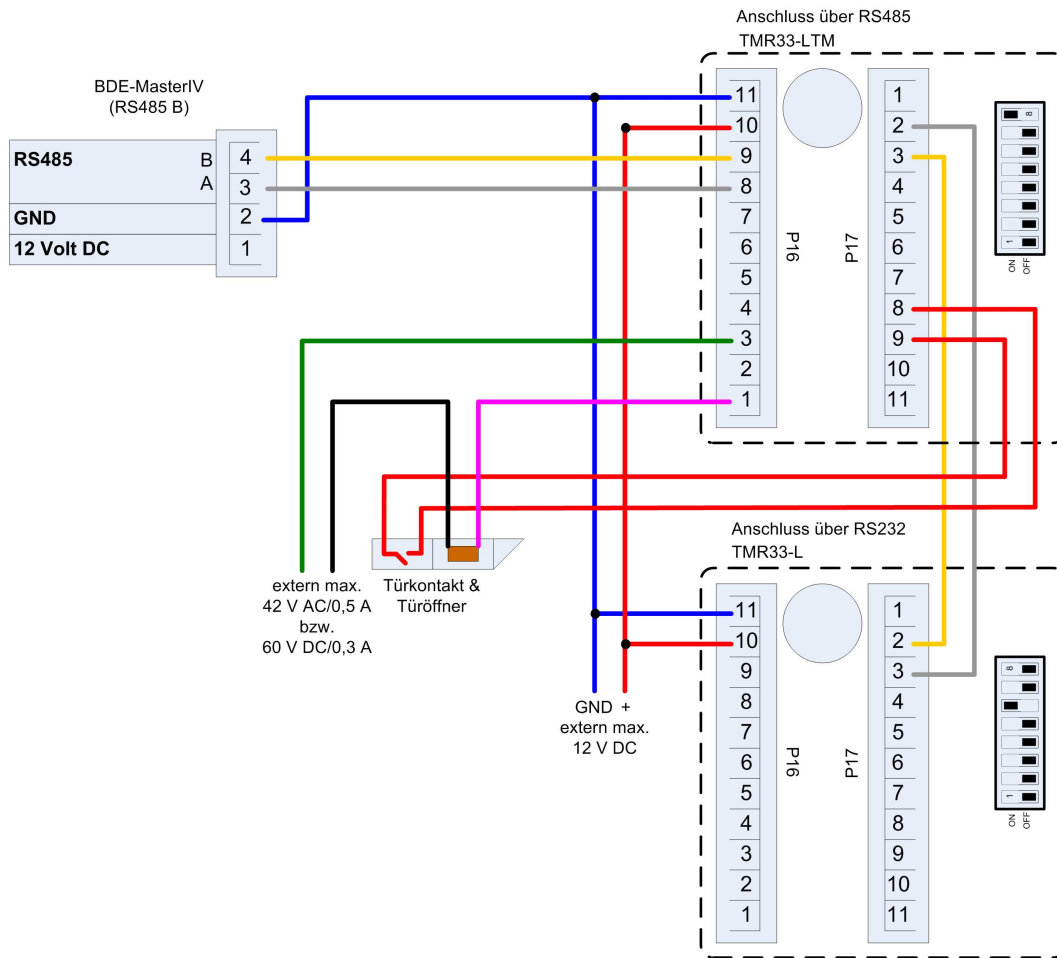 Anschluss über RS485
TMR33-LTM
BDE-MasterIV
(RS485 B)
RS485
B
A
4
3
GND
2
12 Volt DC
1
11
10
9
8
7
6
5
4
3
2
1
P16
P17
1
2
3
4
5
6
7
8
9
10
11
8
1
ON
OFF
extern max.
42 V AC/0,5 A
bzw.
60 V DC/0,3 A
Türkontakt &
Türöffner
GND +
extern max.
12 V DC
Anschluss über RS232
TMR33-L
11
10
9
8
7
6
5
4
3
2
1
P16
P17
1
2
3
4
5
6
7
8
9
10
11
8
1
ON
OFF